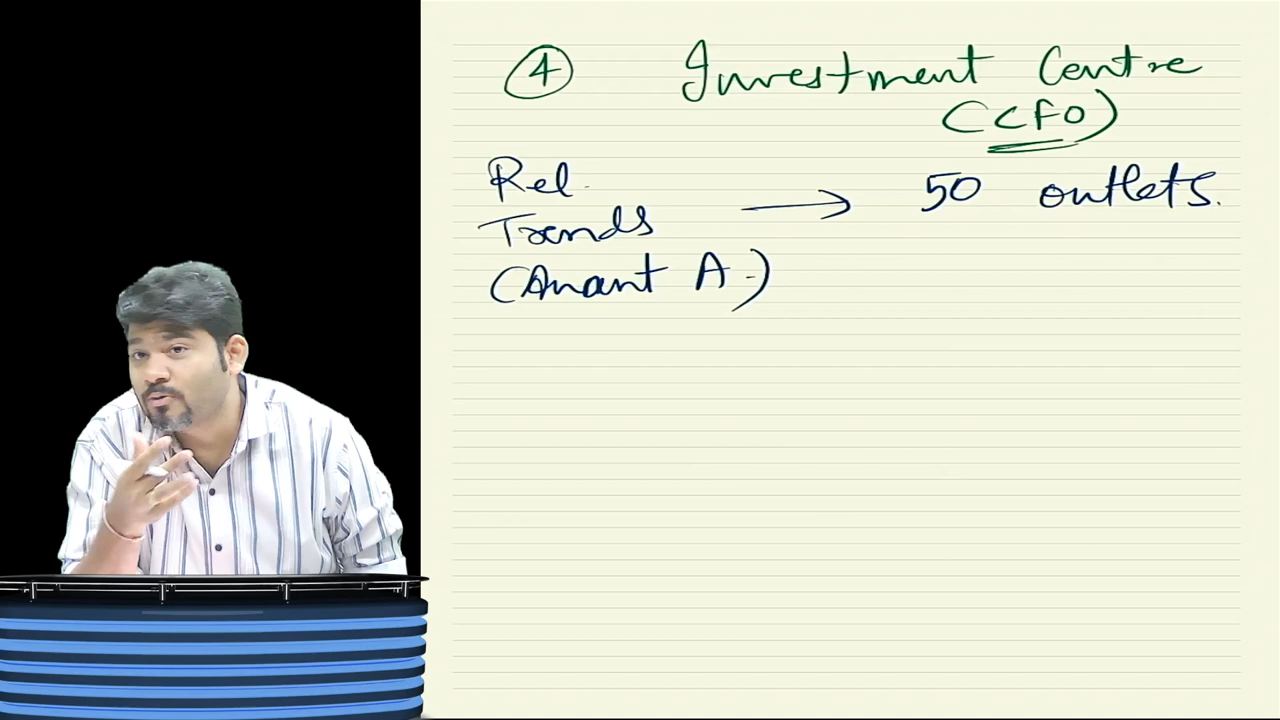 ④ Investment Centre
(CFO)
Rel.
Trends → 50 outlets.
(Anant A.)